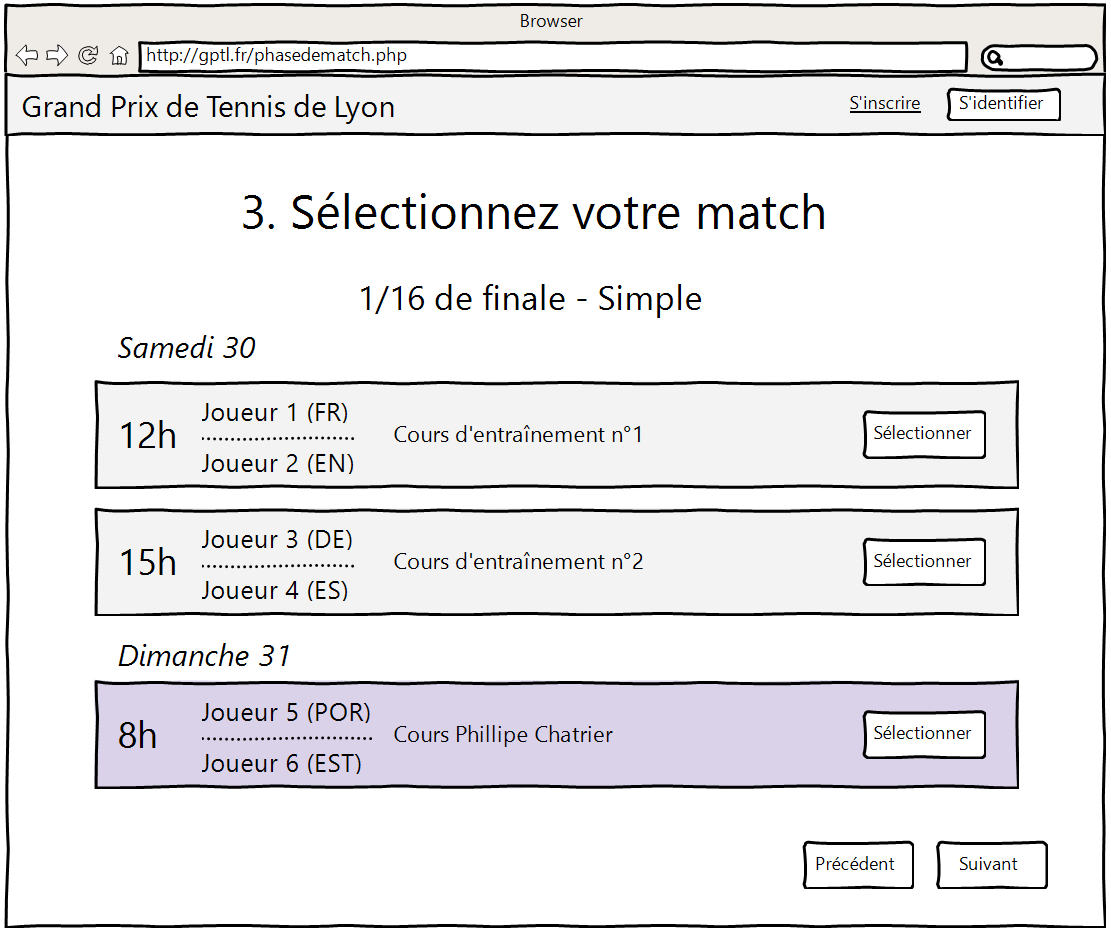 Browser
http://gptl.fr/phasedematch.php
Grand Prix de Tennis de Lyon
S'inscrire
S'identifier
3. Sélectionnez votre match
1/16 de finale - Simple
Samedi 30
12h
Joueur 1 (FR)
Joueur 2 (EN)
Cours d'entraînement n°1
Sélectionner
15h
Joueur 3 (DE)
Joueur 4 (ES)
Cours d'entraînement n°2
Sélectionner
Dimanche 31
8h
Joueur 5 (POR)
Joueur 6 (EST)
Cours Phillipe Chatrier
Sélectionner
Précédent
Suivant